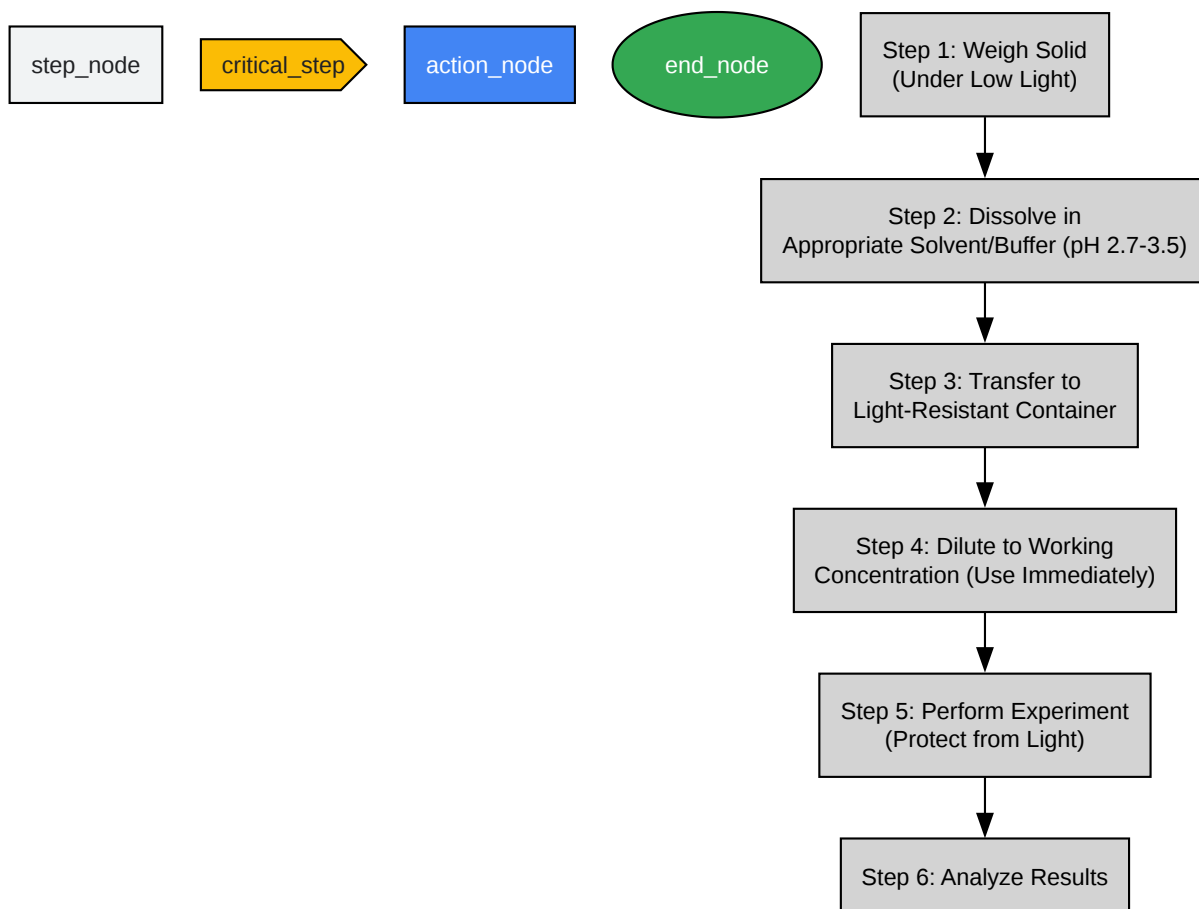 step_node
critical_step
action_node
end_node
Step 1: Weigh Solid
(Under Low Light)
Step 2: Dissolve in
Appropriate Solvent/Buffer (pH 2.7-3.5)
Step 3: Transfer to
Light-Resistant Container
Step 4: Dilute to Working
Concentration (Use Immediately)
Step 5: Perform Experiment
(Protect from Light)
Step 6: Analyze Results